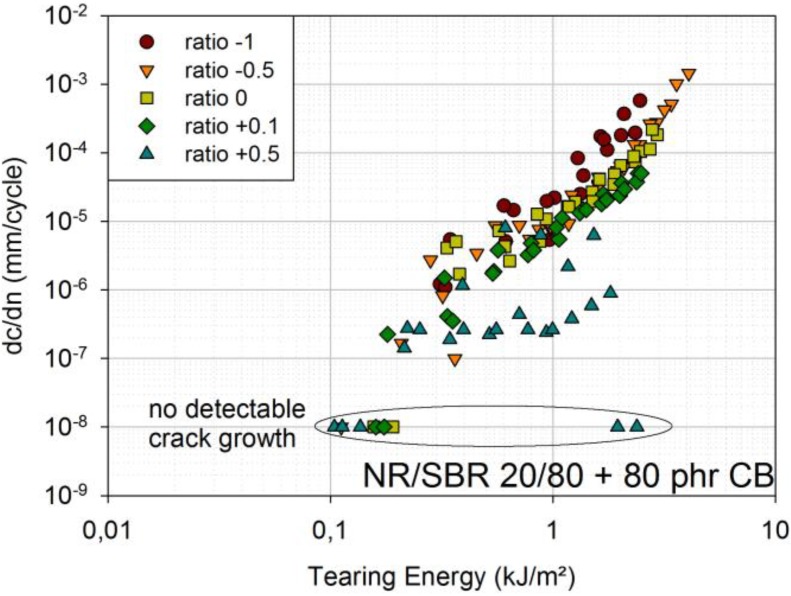 10⁻²
10⁻³
10⁻⁴
10⁻⁵
10⁻⁶
10⁻⁷
10⁻⁸
10⁻⁹
dc/dn (mm/cycle)
ratio -1
ratio -0.5
ratio 0
ratio +0.1
ratio +0.5
no detectable
crack growth
NR/SBR 20/80 + 80 phr CB
0,01
0,1
1
10
Tearing Energy (kJ/m²)